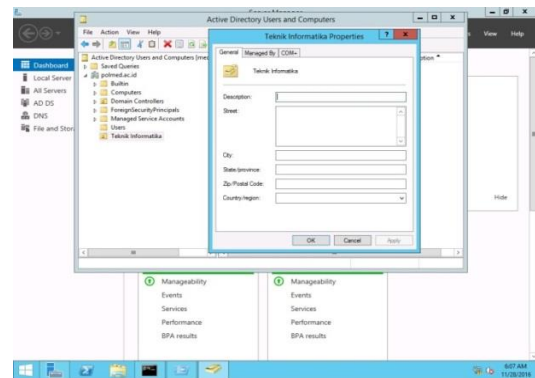 Active Directory Users and Computers
File Action View Help
Teknik Informatika Properties
? x
General Managed By COM+
Teknik Informatika
Description:
Street:
City:
State/province:
Zip/Postal Code:
Country/region:
OK Cancel Apply
Active Directory Users and Computers
Saved Queries
polmed.ac.id
Builtin
Computers
Domain Controllers
ForeignSecurityPrincipals
Managed Service Accounts
Users
Teknik Informatika
View Help
Dashboard
Local Server
All Servers
AD DS
DNS
File and Stor
Hide
Manageability
Events
Services
Performance
BPA results
Manageability
Events
Services
Performance
BPA results
6:07 AM
11/28/2016